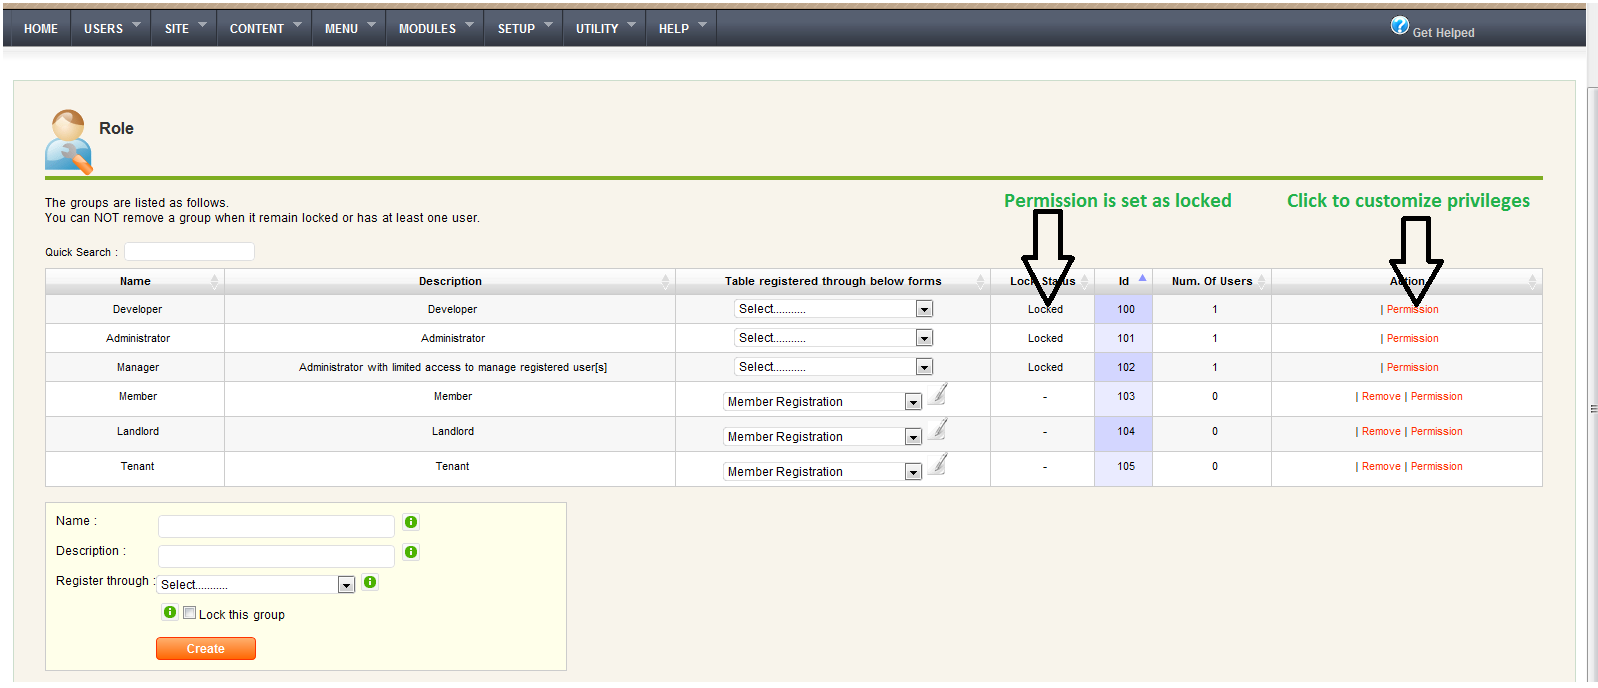 HOME USERS SITE CONTENT MENU MODULES SETUP UTILITY HELP Get Helped
Role
The groups are listed as follows.
You can NOT remove a group when it remain locked or has at least one user.
Permission is set as locked Click to customize privileges
Quick Search :
Name Description Table registered through below forms Lock Status Id Num. Of Users Action
Developer Developer Select.......... Locked 100 1 | Permission
Administrator Administrator Select.......... Locked 101 1 | Permission
Manager Administrator with limited access to manage registered user[s] Select.......... Locked 102 1 | Permission
Member Member Member Registration - 103 0 | Remove | Permission
Landlord Landlord Member Registration - 104 0 | Remove | Permission
Tenant Tenant Member Registration - 105 0 | Remove | Permission
Name :
Description :
Register through : Select...........
Lock this group
Create